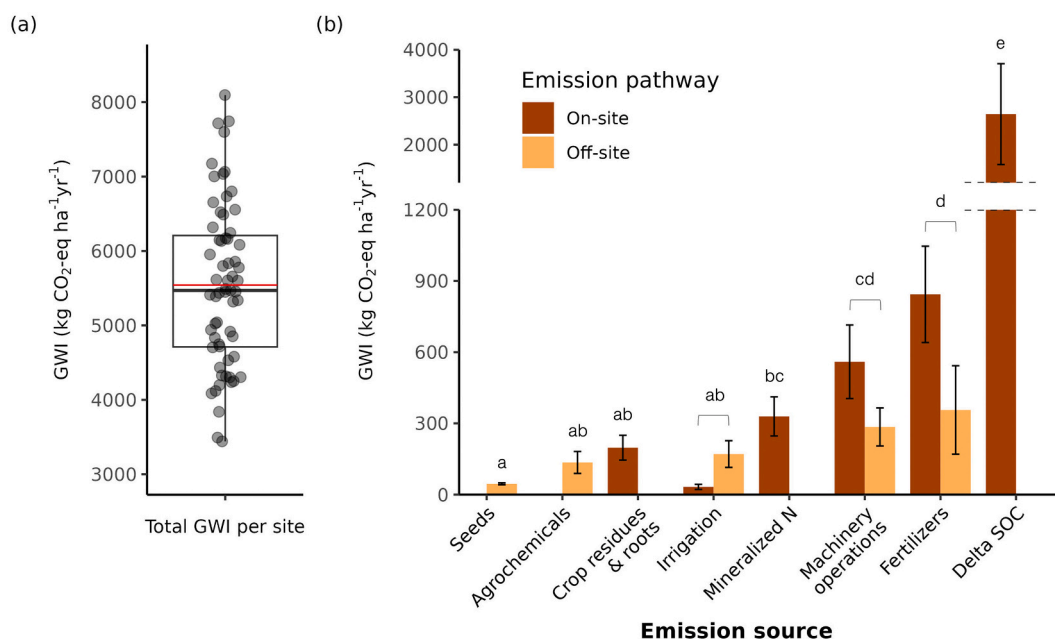 (a)
(b)
GWI (kg CO₂-eq ha⁻¹yr⁻¹)
8000
7000
6000
5000
4000
3000
Total GWI per site
GWI (kg CO₂-eq ha⁻¹yr⁻¹)
4000
3000
2000
1200
900
600
300
0
Emission pathway
On-site
Off-site
a
ab
ab
ab
bc
cd
d
e
Seeds
Agrochemicals
Crop residues
& roots
Irrigation
Mineralized N
Machinery
operations
Fertilizers
Delta SOC
Emission source